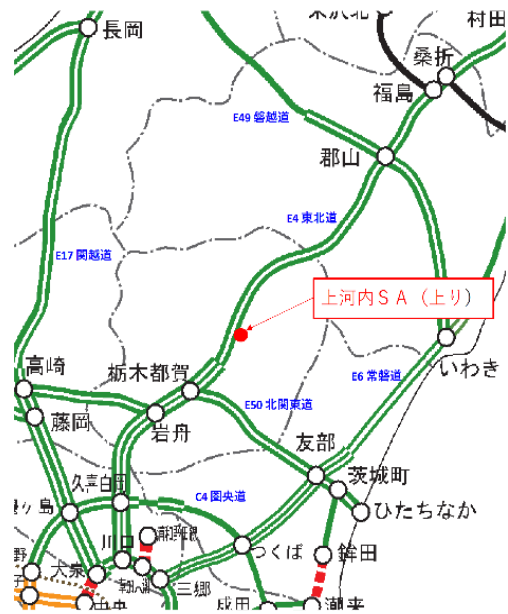 長岡
村田
桑折
福島
E49 磐越道
郡山
E4 東北道
E17 関越道
上河内ＳＡ（上り）
いわき
高崎
栃木都賀
E6 常磐道
藤岡
岩舟
E50 北関東道
友部
久喜白岡
茨城町
C4 圏央道
ひたちなか
川口
つくば
鉾田
大泉
三郷
中央
成田
潮来